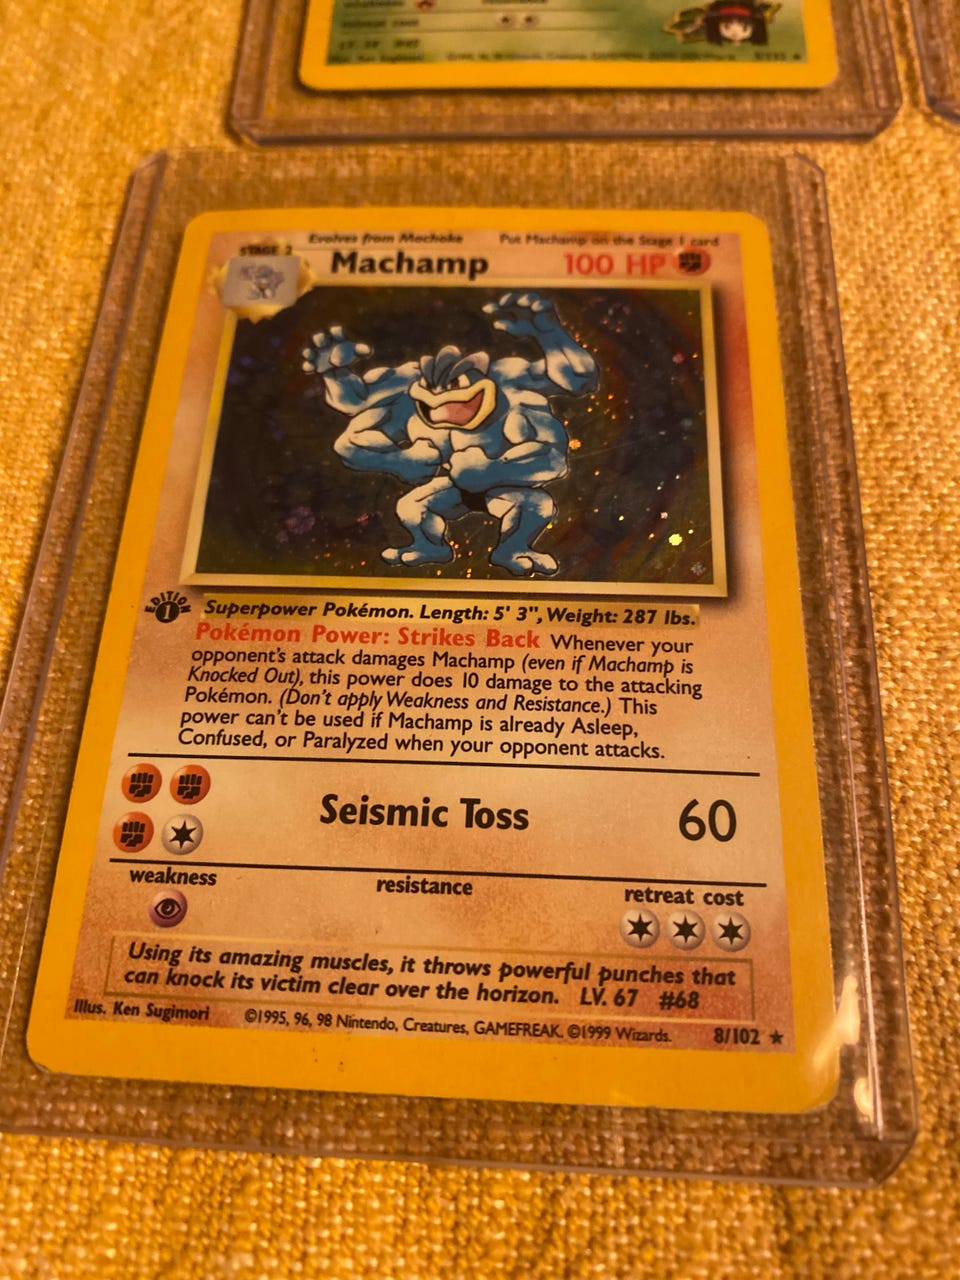 STAGE 2
Evolves from Machoke
Put Machamp on the Stage 1 card
Machamp
100 HP
EDITION
1
Superpower Pokémon. Length: 5' 3", Weight: 287 lbs.
Pokémon Power: Strikes Back Whenever your
opponent's attack damages Machamp (even if Machamp is
Knocked Out), this power does 10 damage to the attacking
Pokémon. (Don't apply Weakness and Resistance.) This
power can't be used if Machamp is already Asleep,
Confused, or Paralyzed when your opponent attacks.
Seismic Toss
60
weakness
resistance
retreat cost
Using its amazing muscles, it throws powerful punches that
can knock its victim clear over the horizon. LV. 67 #68
Illus. Ken Sugimori
©1995, 96, 98 Nintendo, Creatures, GAMEFREAK. ©1999 Wizards.
8/102